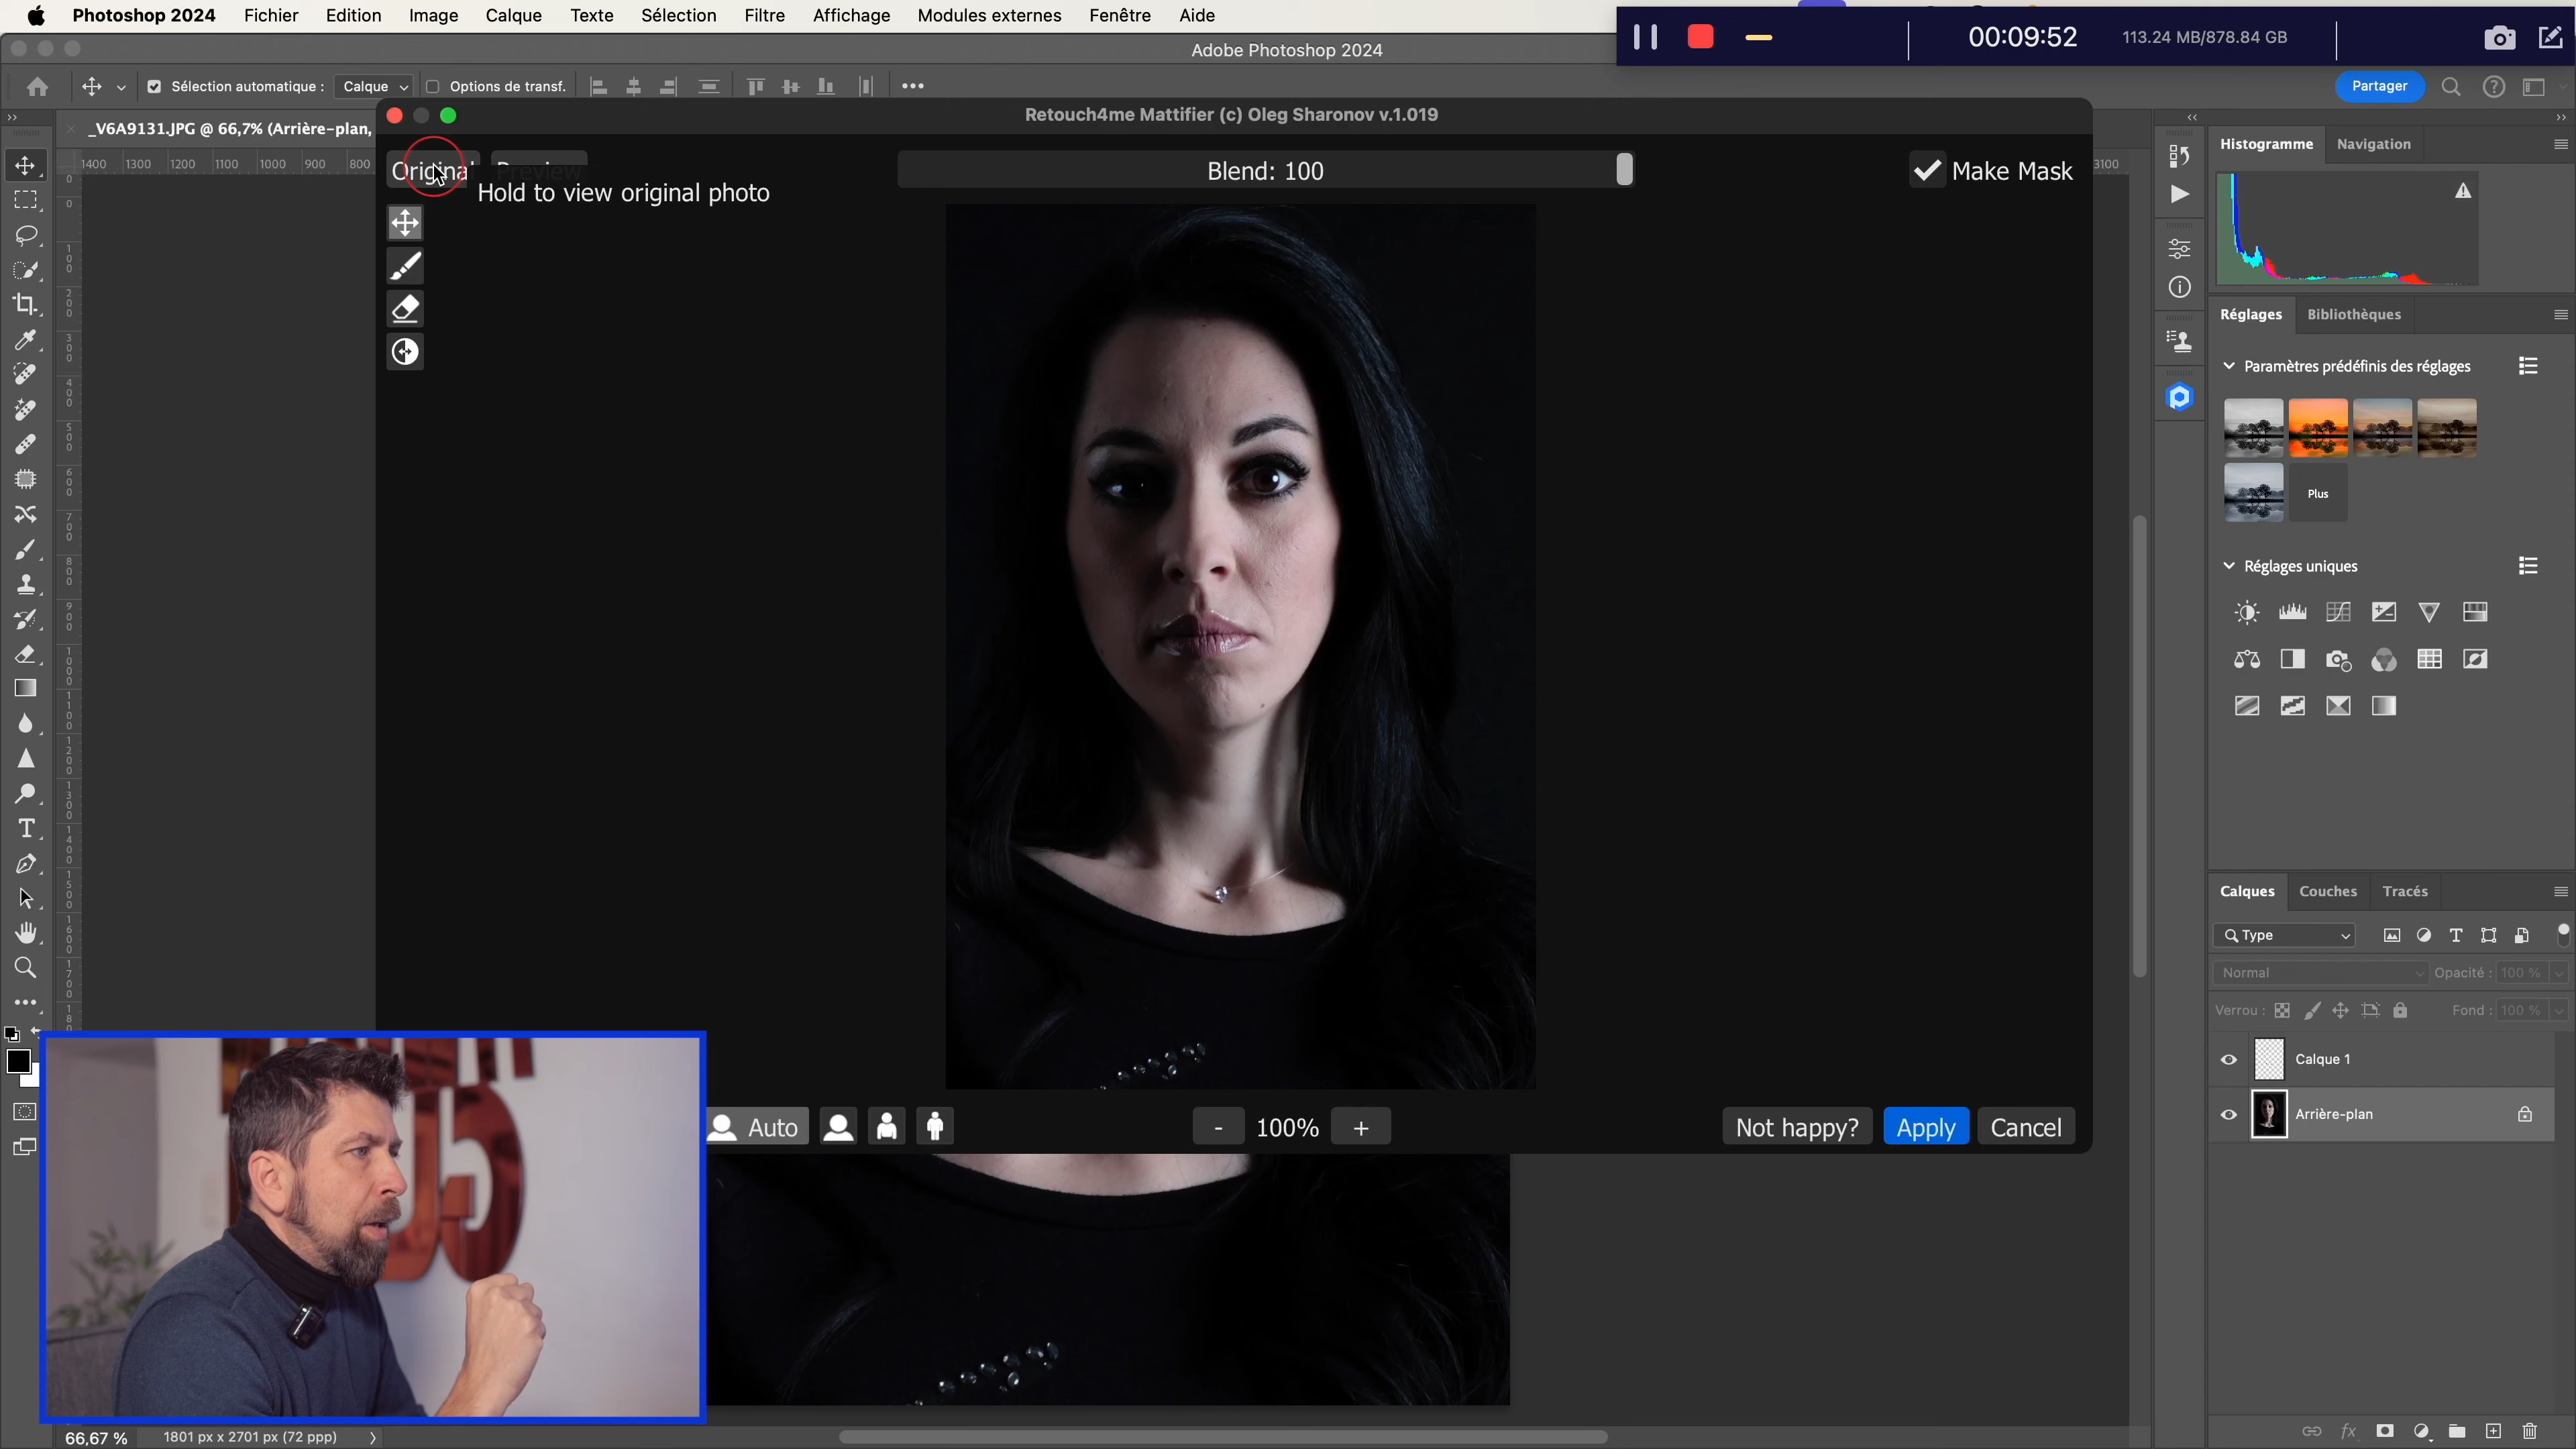 Photoshop 2024 Fichier Edition Image Calque Texte Sélection Filtre Affichage Modules externes Fenêtre Aide
Adobe Photoshop 2024
00:09:52 113.24 MB/878.84 GB
Sélection automatique : Calque Options de transf.
Partager
_V6A9131.JPG @ 66,7% (Arrière-plan,
Retouch4me Mattifier (c) Oleg Sharonov v.1.019
1400 1300 1200 1100 1000 900 800
3100
Original Preview
Hold to view original photo
Blend: 100
Make Mask
Histogramme Navigation
Réglages Bibliothèques
Paramètres prédéfinis des réglages
Plus
Réglages uniques
Calques Couches Tracés
Type
Normal Opacité : 100 %
Verrou : Fond : 100 %
Calque 1
Arrière-plan
Auto
- 100% +
Not happy? Apply Cancel
66,67 % 1801 px x 2701 px (72 ppp)